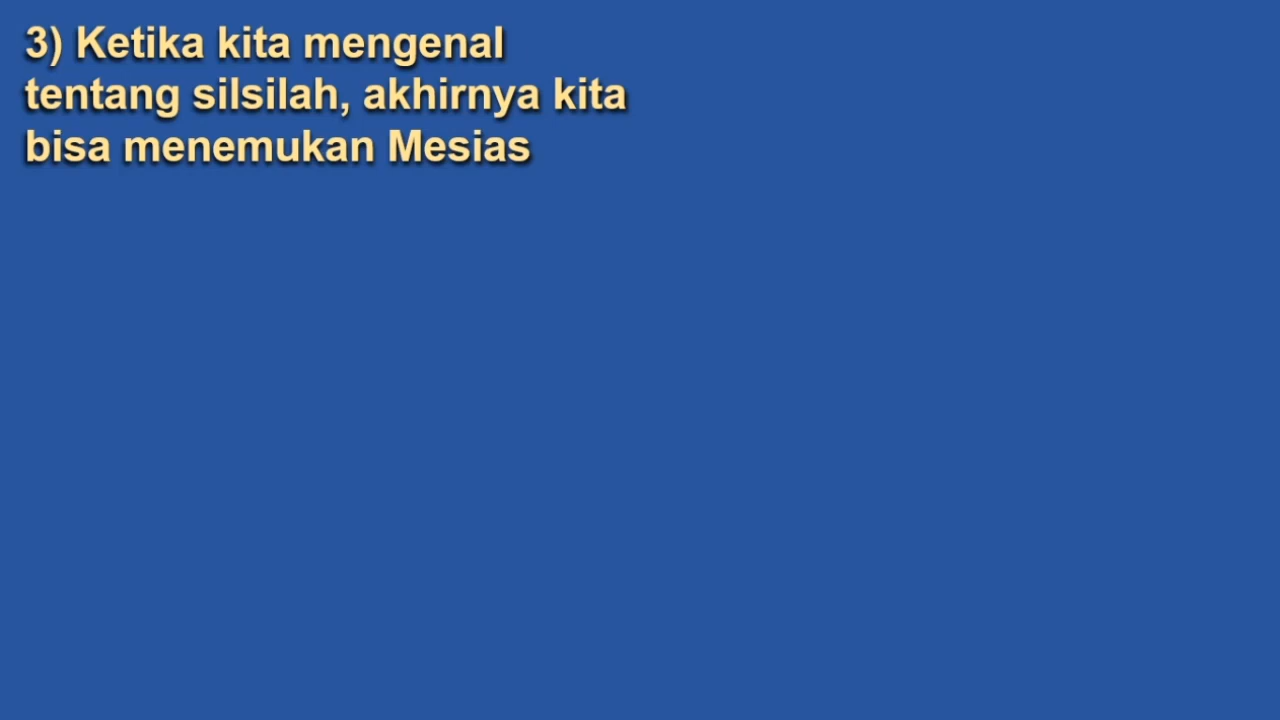 3) Ketika kita mengenal
tentang silsilah, akhirnya kita
bisa menemukan Mesias